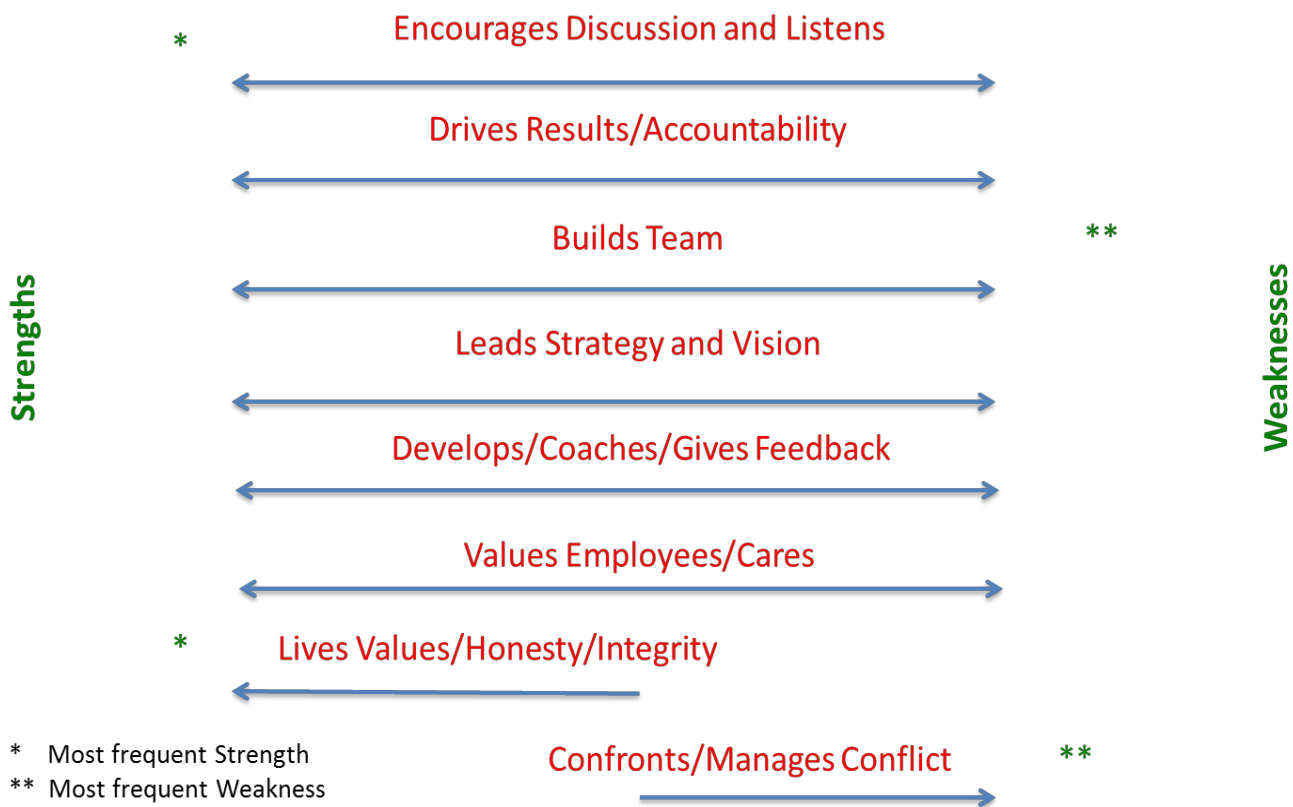 * Encourages Discussion and Listens
Drives Results/Accountability
Builds Team **
Strengths
Leads Strategy and Vision
Weaknesses
Develops/Coaches/Gives Feedback
Values Employees/Cares
* Lives Values/Honesty/Integrity
Confronts/Manages Conflict **
* Most frequent Strength
** Most frequent Weakness